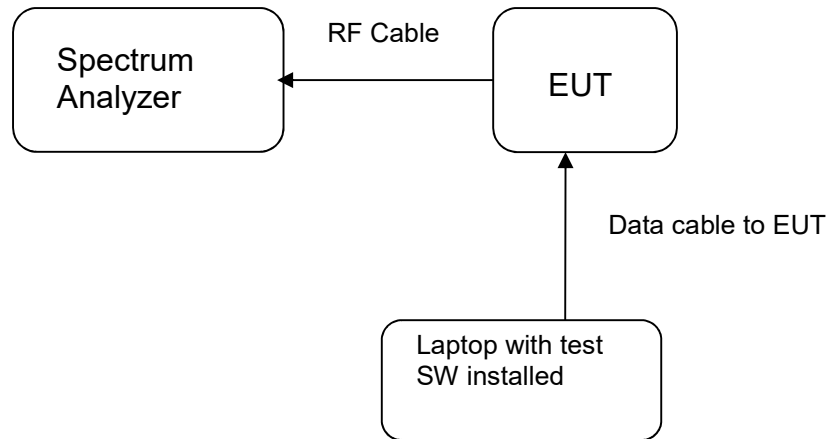 RF Cable
Spectrum
Analyzer
EUT
Data cable to EUT
Laptop with test
SW installed